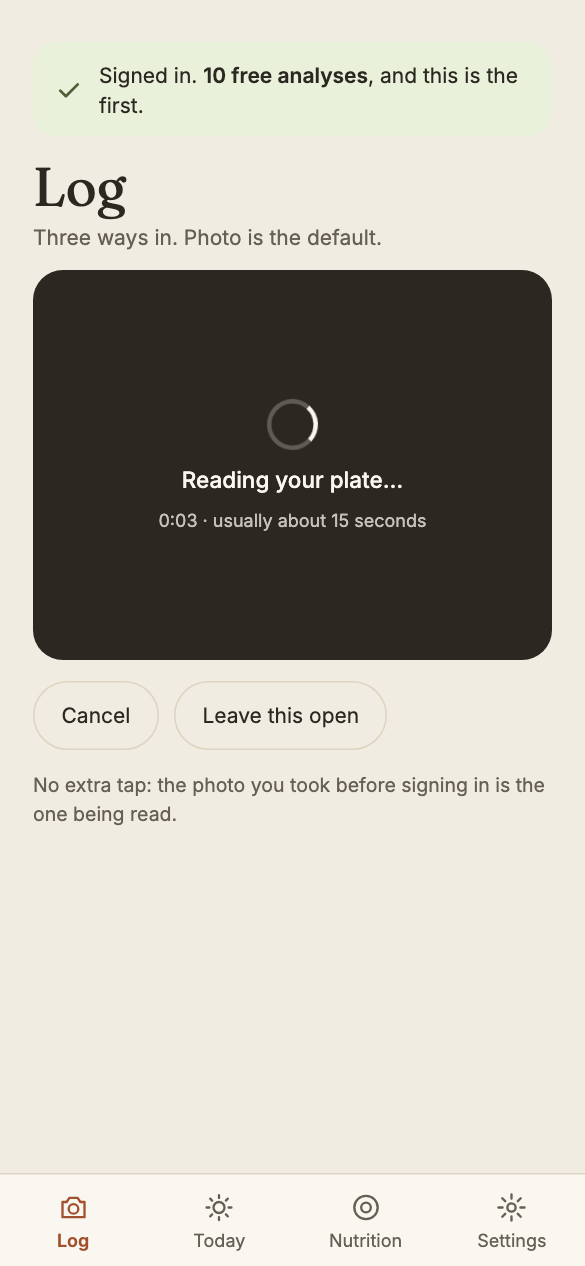 Signed in. 10 free analyses, and this is the
first.
Log
Three ways in. Photo is the default.
Reading your plate...
0:03 · usually about 15 seconds
Cancel
Leave this open
No extra tap: the photo you took before signing in is the
one being read.
Log
Today
Nutrition
Settings